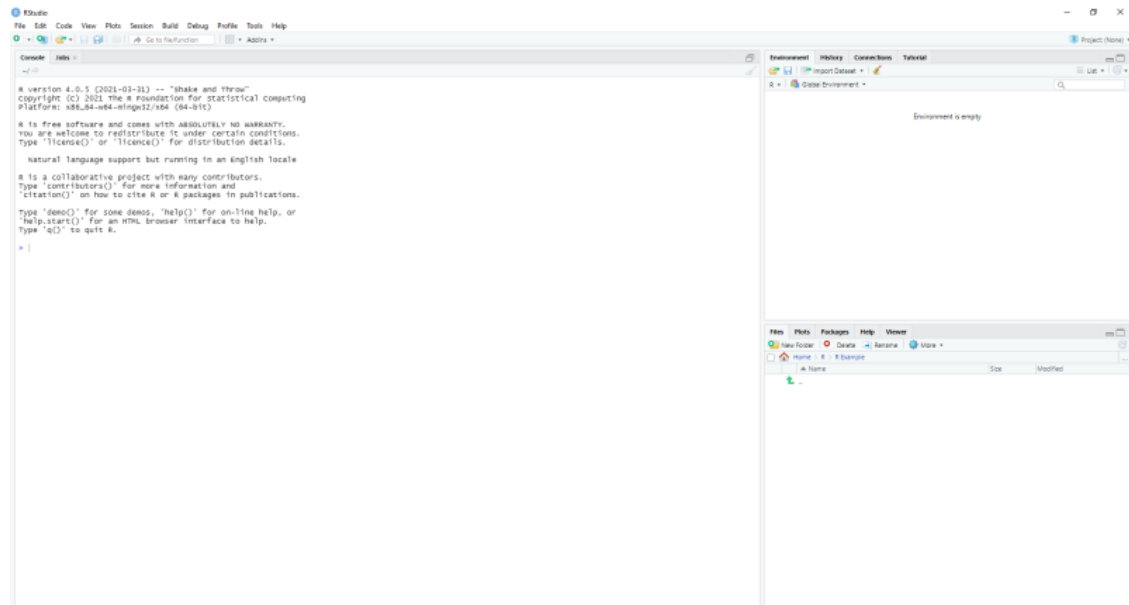 RStudio
File Edit Code View Plots Session Build Debug Profile Tools Help
Go to file/function Addins
Project: (None)
Console Jobs
~/
R version 4.0.5 (2021-03-31) -- "Shake and Throw"
Copyright (C) 2021 The R Foundation for Statistical Computing
Platform: x86_64-w64-mingw32/x64 (64-bit)
R is free software and comes with ABSOLUTELY NO WARRANTY.
You are welcome to redistribute it under certain conditions.
Type 'license()' or 'licence()' for distribution details.
Natural language support but running in an English locale
R is a collaborative project with many contributors.
Type 'contributors()' for more information and
'citation()' on how to cite R or R packages in publications.
Type 'demo()' for some demos, 'help()' for on-line help, or
'help.start()' for an HTML browser interface to help.
Type 'q()' to quit R.
>
Environment History Connections Tutorial
Import Dataset List
R Global Environment
Environment is empty
Files Plots Packages Help Viewer
New Folder Delete Rename More
Home R R Example
Name Size Modified
..